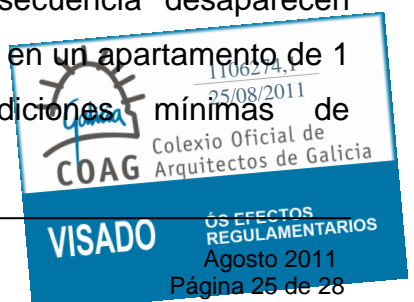 secuencia desaparecen
en un apartamento de 1
1106274,1
25/08/2011
diciones mínimas de
Galicia
COAG
Colexio Oficial de
Arquitectos de Galicia
VISADO
ÓS EFECTOS
REGULAMENTARIOS
Agosto 2011
Página 25 de 28